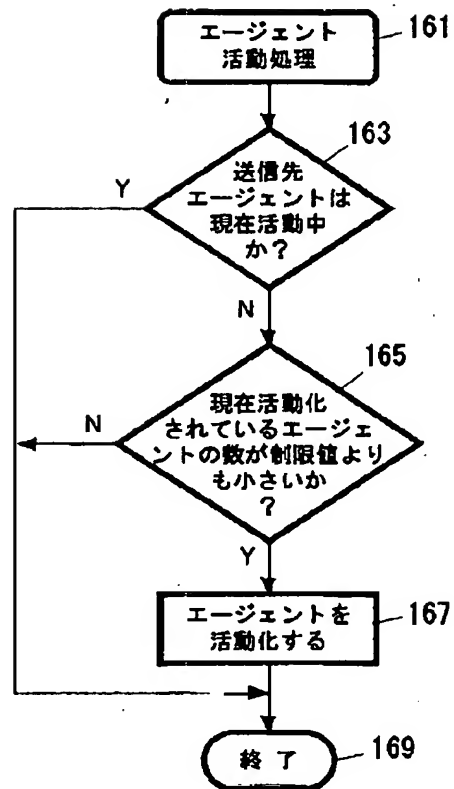 エージェント
活動処理
161
163
送信先
エージェントは
現在活動中
か?
Y
N
165
現在活動化
されているエージェ
ントの数が制限値より
も小さいか
?
N
Y
エージェントを
活動化する
167
終了
169